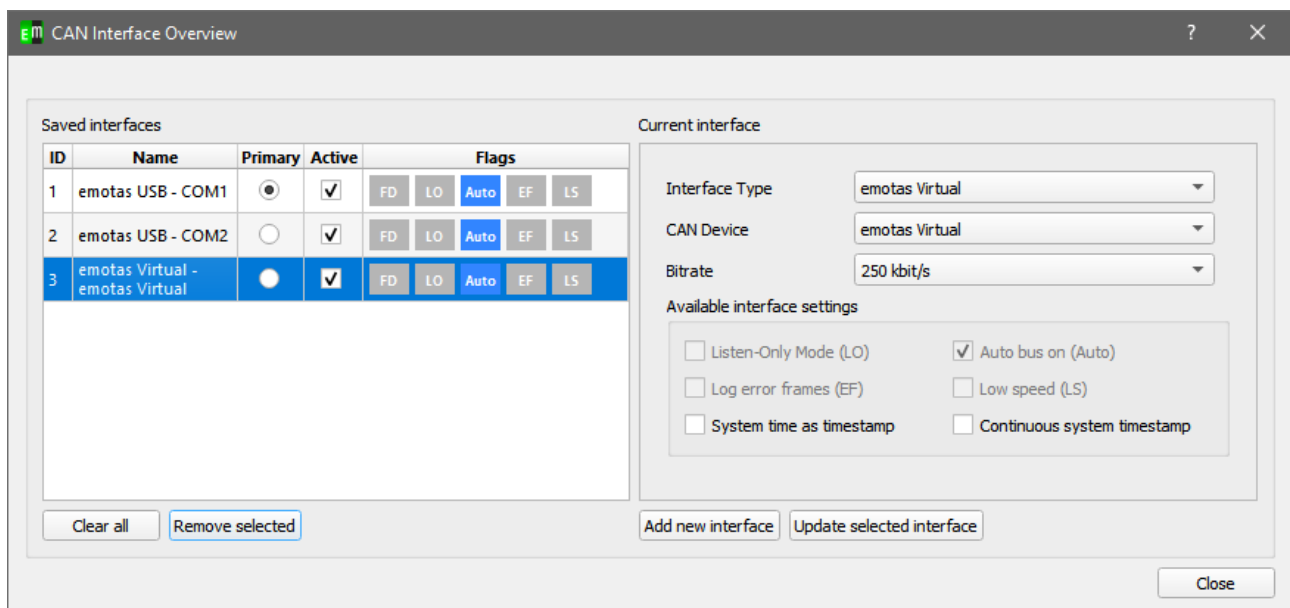 Em CAN Interface Overview ?
Saved interfaces
ID Name Primary Active Flags
1 emotas USB - COM1 FD LO Auto EF LS
2 emotas USB - COM2 FD LO Auto EF LS
3 emotas Virtual -
emotas Virtual FD LO Auto EF LS
Clear all Remove selected
Current interface
Interface Type emotas Virtual
CAN Device emotas Virtual
Bitrate 250 kbit/s
Available interface settings
Listen-Only Mode (LO) Auto bus on (Auto)
Log error frames (EF) Low speed (LS)
System time as timestamp Continuous system timestamp
Add new interface Update selected interface
Close